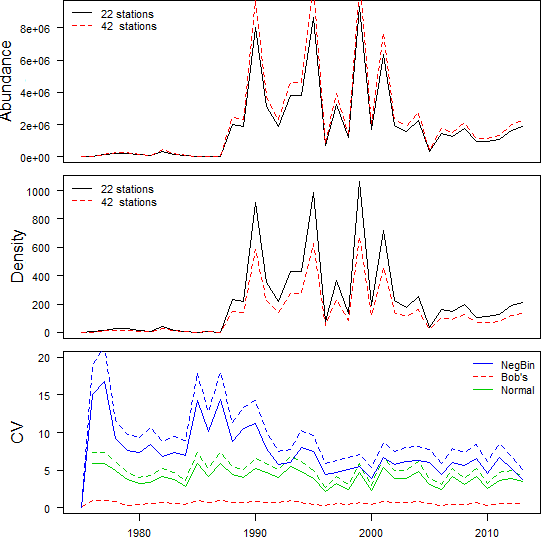 Abundance
8e+06
6e+06
4e+06
2e+06
0e+00
22 stations
42 stations
Density
1000
800
600
400
200
0
22 stations
42 stations
CV
20
15
10
5
0
NegBin
Bob's
Normal
1980
1990
2000
2010